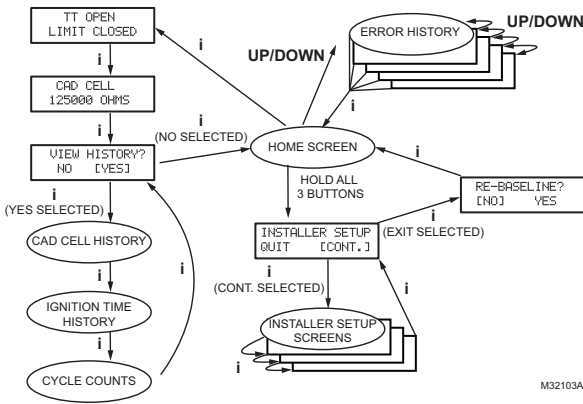 TT OPEN
LIMIT CLOSED
i
CAD CELL
125000 OHMS
i
VIEW HISTORY?
NO [YES]
i
(NO SELECTED)
i
(YES SELECTED)
CAD CELL HISTORY
i
IGNITION TIME
HISTORY
i
CYCLE COUNTS
i
i
UP/DOWN
ERROR HISTORY
UP/DOWN
i
HOME SCREEN
HOLD ALL
3 BUTTONS
i
RE-BASELINE?
[NO] YES
INSTALLER SETUP
QUIT [CONT.]
i
(EXIT SELECTED)
i
(CONT. SELECTED)
i
INSTALLER SETUP
SCREENS
i
M32103A